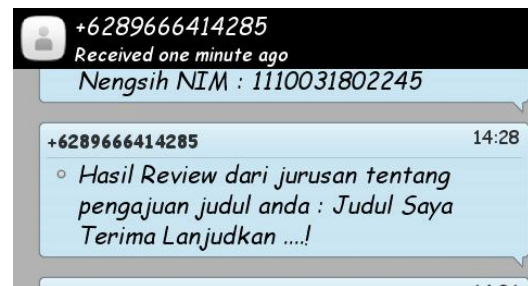 +6289666414285
Received one minute ago
Nengsih NIM : 1110031802245
+6289666414285 14:28
Hasil Review dari jurusan tentang
pengajuan judul anda : Judul Saya
Terima Lanjudkan ....!